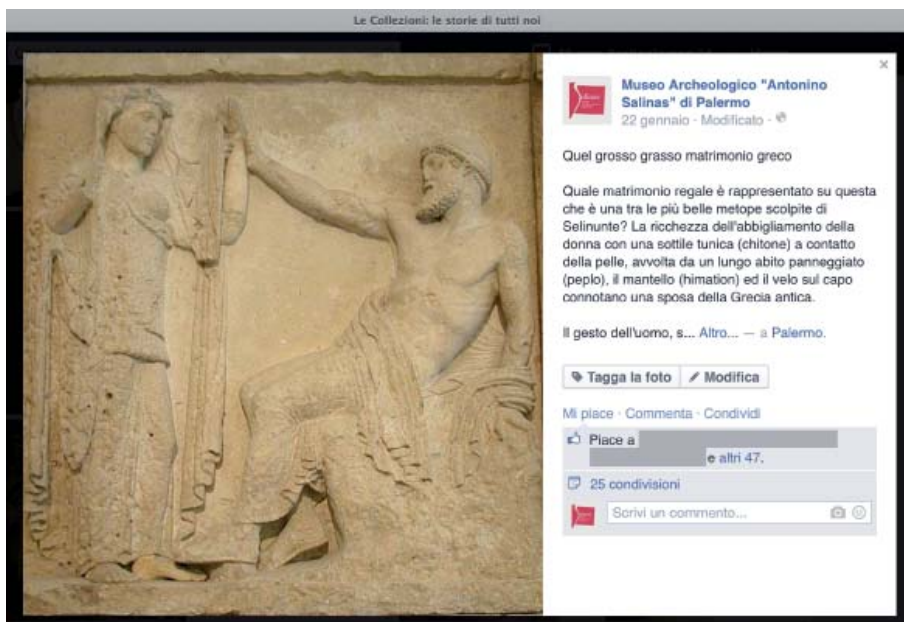 Le Collezioni: le storie di tutti noi
Museo Archeologico "Antonino
Salinas" di Palermo
22 gennaio · Modificato ·
Quel grosso grasso matrimonio greco
Quale matrimonio regale è rappresentato su questa
che è una tra le più belle metope scolpite di
Selinunte? La ricchezza dell'abbigliamento della
donna con una sottile tunica (chitone) a contatto
della pelle, avvolta da un lungo abito panneggiato
(peplo), il mantello (himation) ed il velo sul capo
connotano una sposa della Grecia antica.
Il gesto dell'uomo, s... Altro... — a Palermo.
Tagga la foto Modifica
Mi piace · Commenta · Condividi
Piace a
e altri 47.
25 condivisioni
Scrivi un commento...